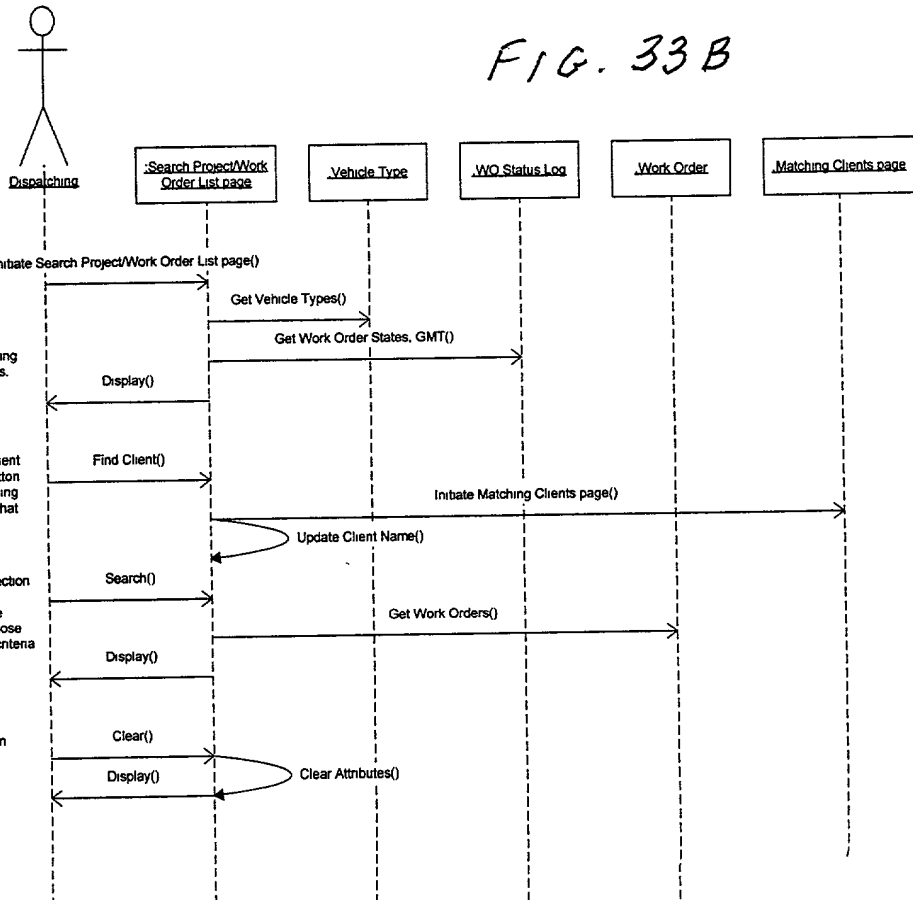 FIG. 33B
Dispatching
:Search Project/Work
Order List page
.Vehicle Type
.WO Status Log
.Work Order
.Matching Clients page
nitiate Search Project/Work Order List page()
Get Vehicle Types()
Get Work Order States, GMT()
ing
s.
Display()
ent
Find Client()
tton
ing
hat
Initiate Matching Clients page()
Update Client Name()
ection
Search()
e
ose
criteria
Get Work Orders()
Display()
n
Clear()
Display()
Clear Attributes()